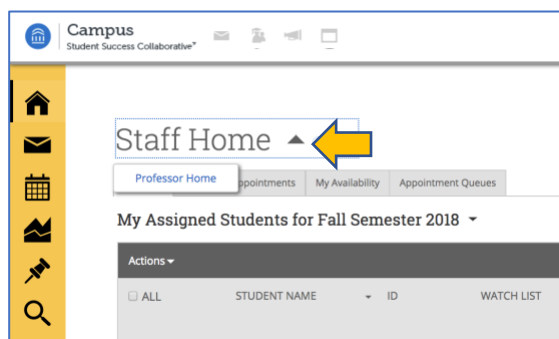 Campus
Student Success Collaborative™
Staff Home
Professor Home
ppointments My Availability Appointment Queues
My Assigned Students for Fall Semester 2018
Actions
ALL STUDENT NAME ID WATCH LIST